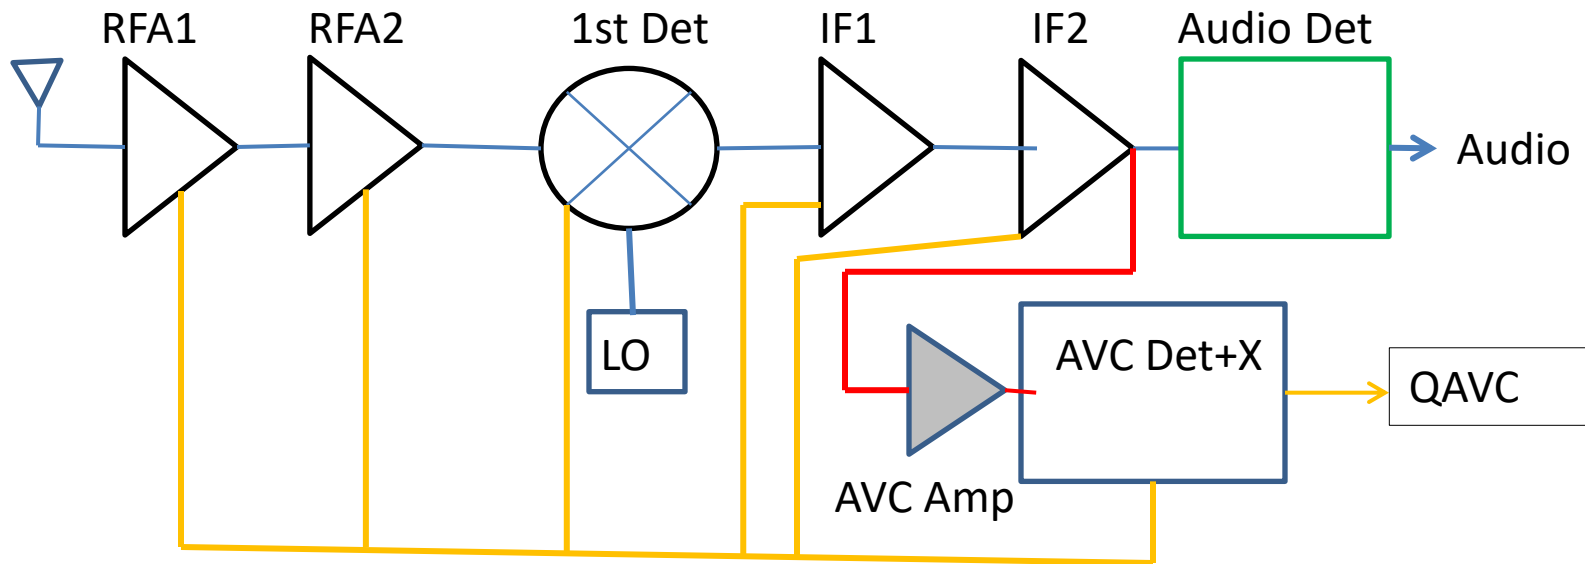 RFA1
RFA2
1st Det
IF1
IF2
Audio Det
Audio
LO
AVC Det+X
QAVC
AVC Amp